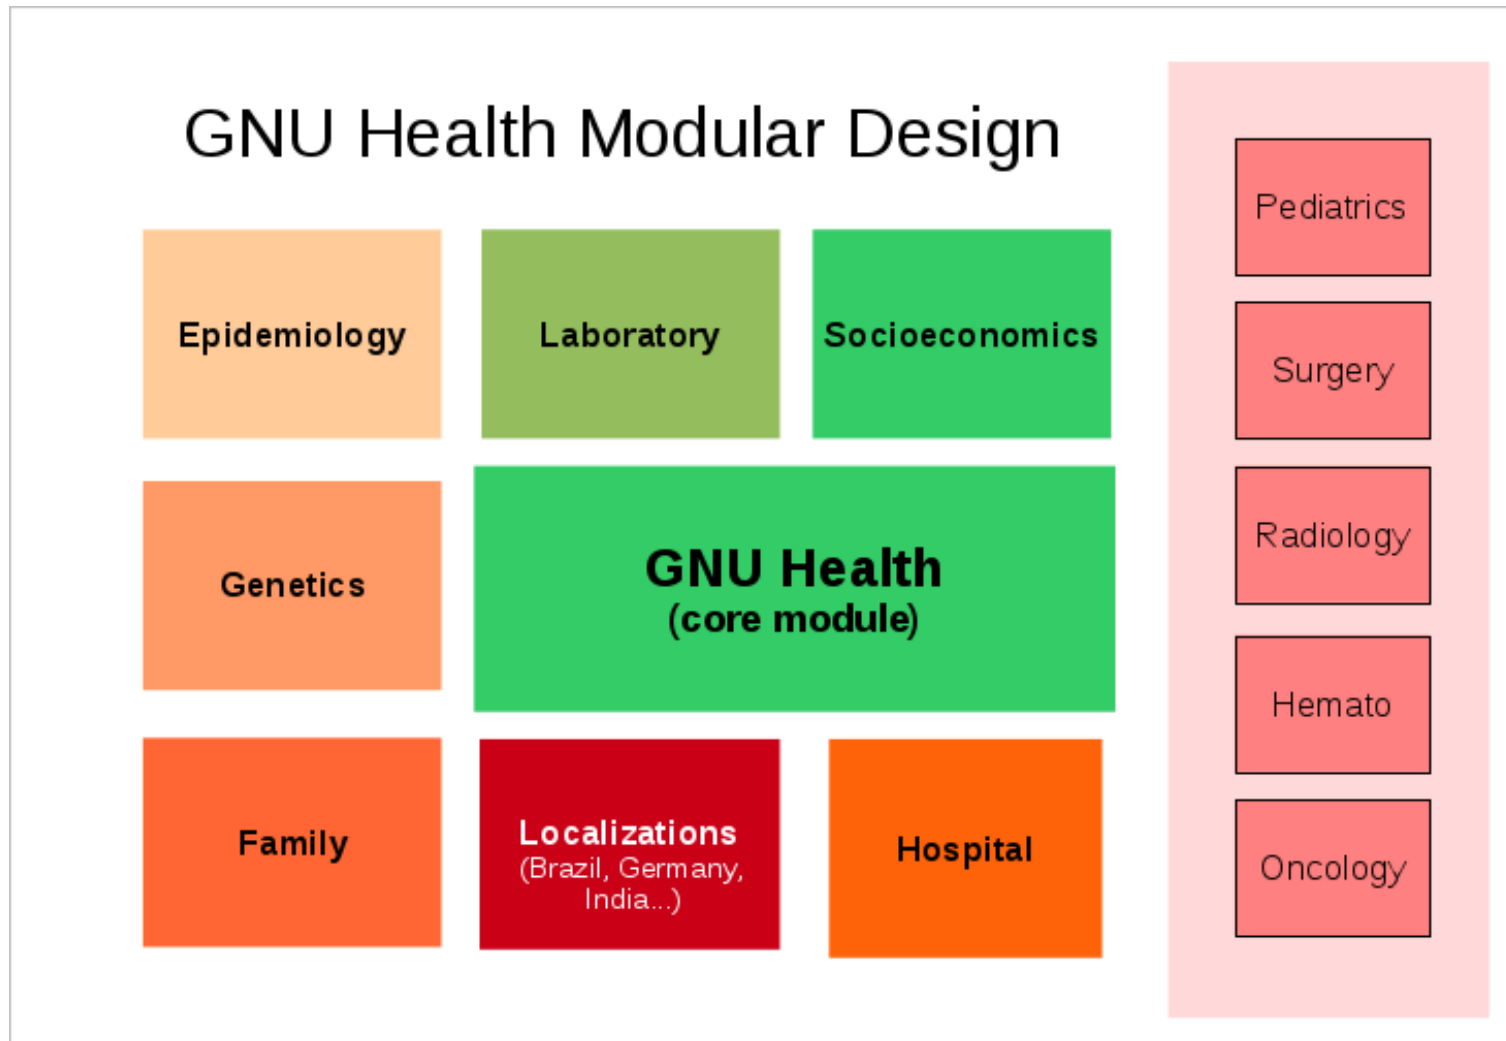 GNU Health Modular Design
Epidemiology
Laboratory
Socioeconomics
Genetics
GNU Health
(core module)
Family
Localizations
(Brazil, Germany,
India...)
Hospital
Pediatrics
Surgery
Radiology
Hemato
Oncology